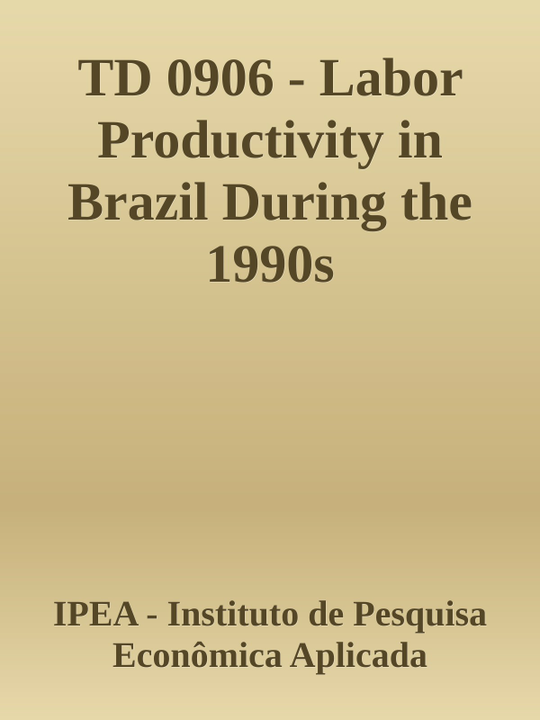 TD 0906 - Labor
Productivity in
Brazil During the
1990s
IPEA - Instituto de Pesquisa
Econômica Aplicada